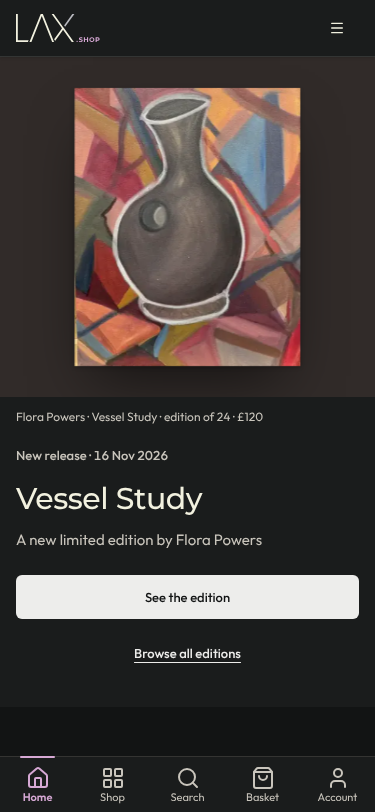 LAX.SHOP
Flora Powers · Vessel Study · edition of 24 · £120
New release · 16 Nov 2026
Vessel Study
A new limited edition by Flora Powers
See the edition
Browse all editions
Home Shop Search Basket Account